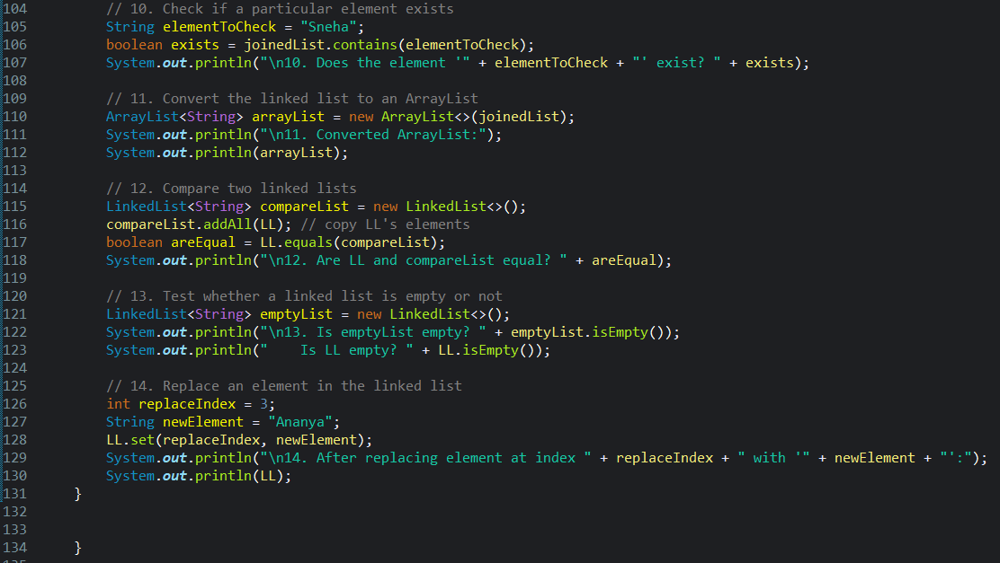 104         // 10. Check if a particular element exists
105         String elementToCheck = "Sneha";
106         boolean exists = joinedList.contains(elementToCheck);
107         System.out.println("\n10. Does the element '" + elementToCheck + "' exist? " + exists);
108
109         // 11. Convert the linked list to an ArrayList
110         ArrayList<String> arrayList = new ArrayList<>(joinedList);
111         System.out.println("\n11. Converted ArrayList:");
112         System.out.println(arrayList);
113
114         // 12. Compare two linked lists
115         LinkedList<String> compareList = new LinkedList<>();
116         compareList.addAll(LL); // copy LL's elements
117         boolean areEqual = LL.equals(compareList);
118         System.out.println("\n12. Are LL and compareList equal? " + areEqual);
119
120         // 13. Test whether a linked list is empty or not
121         LinkedList<String> emptyList = new LinkedList<>();
122         System.out.println("\n13. Is emptyList empty? " + emptyList.isEmpty());
123         System.out.println("    Is LL empty? " + LL.isEmpty());
124
125         // 14. Replace an element in the linked list
126         int replaceIndex = 3;
127         String newElement = "Ananya";
128         LL.set(replaceIndex, newElement);
129         System.out.println("\n14. After replacing element at index " + replaceIndex + " with '" + newElement + "':");
130         System.out.println(LL);
131     }
132
133
134     }